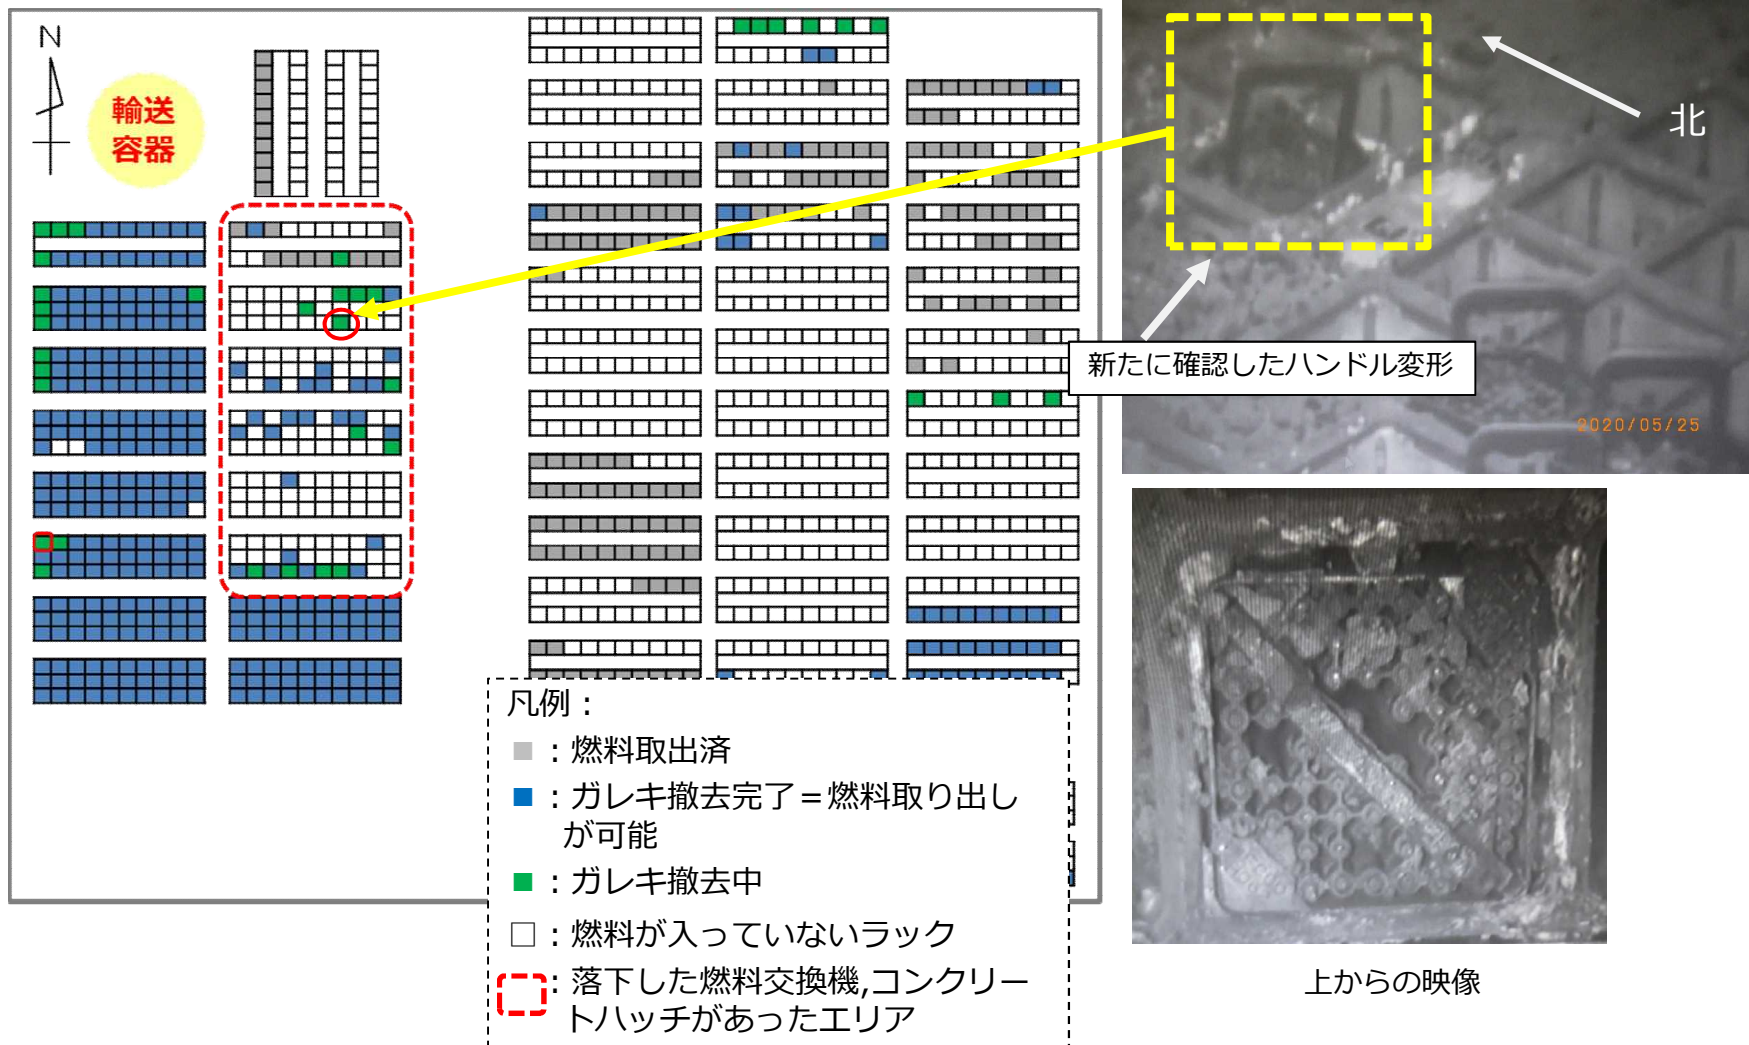 N
輸送
容器
北
新たに確認したハンドル変形
2020/05/25
凡例：
■：燃料取出済
■：ガレキ撤去完了＝燃料取り出し
が可能
■：ガレキ撤去中
□：燃料が入っていないラック
：落下した燃料交換機,コンクリー
トハッチがあったエリア
上からの映像